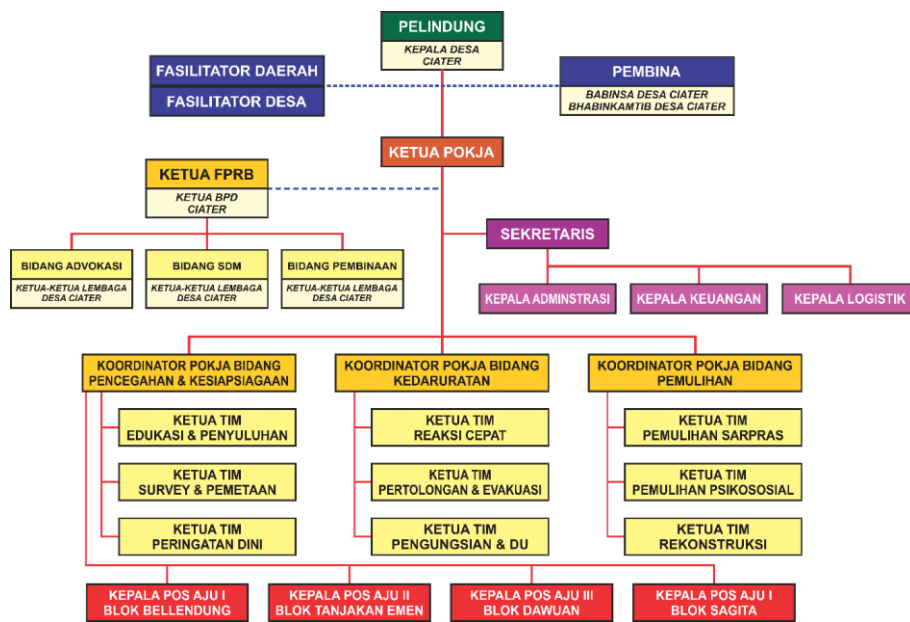 PELINDUNG
KEPALA DESA
CIATER
FASILITATOR DAERAH
FASILITATOR DESA
PEMBINA
BABINSA DESA CIATER
BHABINKAMTIB DESA CIATER
KETUA POKJA
KETUA FPRB
KETUA BPD
CIATER
SEKRETARIS
BIDANG ADVOKASI
KETUA-KETUA LEMBAGA
DESA CIATER
BIDANG SDM
KETUA-KETUA LEMBAGA
DESA CIATER
BIDANG PEMBINAAN
KETUA-KETUA LEMBAGA
DESA CIATER
KEPALA ADMINSTRASI
KEPALA KEUANGAN
KEPALA LOGISTIK
KOORDINATOR POKJA BIDANG
PENCEGAHAN & KESIAPSIAGAAN
KETUA TIM
EDUKASI & PENYULUHAN
KETUA TIM
SURVEY & PEMETAAN
KETUA TIM
PERINGATAN DINI
KOORDINATOR POKJA BIDANG
KEDARURATAN
KETUA TIM
REAKSI CEPAT
KETUA TIM
PERTOLONGAN & EVAKUASI
KETUA TIM
PENGUNGSIAN & DU
KOORDINATOR POKJA BIDANG
PEMULIHAN
KETUA TIM
PEMULIHAN SARPRAS
KETUA TIM
PEMULIHAN PSIKOSOSIAL
KETUA TIM
REKONSTRUKSI
KEPALA POS AJU I
BLOK BELLENDUNG
KEPALA POS AJU II
BLOK TANJAKAN EMEN
KEPALA POS AJU III
BLOK DAWUAN
KEPALA POS AJU I
BLOK SAGITA